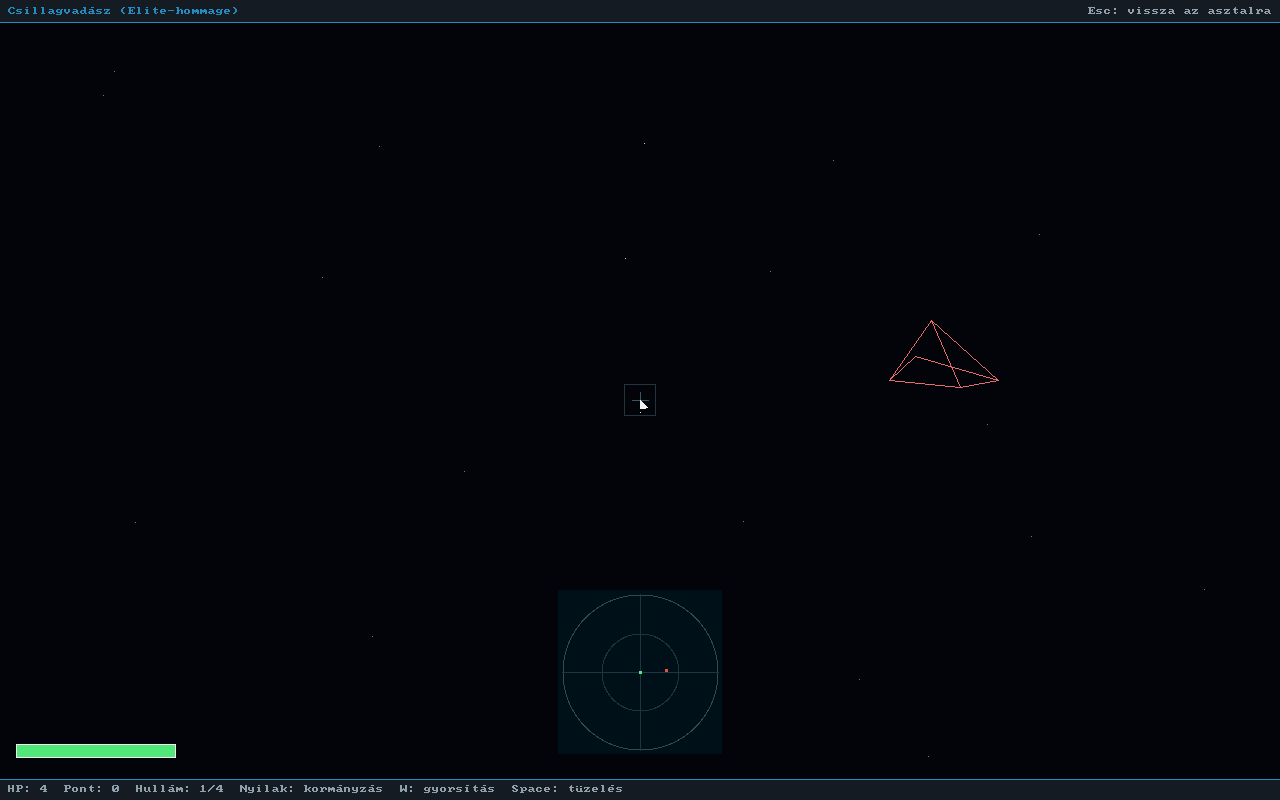 Csillagvadász (Elite-hommage)
Esc: vissza az asztalra
HP: 4  Pont: 0  Hullám: 1/4  Nyilak: kormányzás  W: gyorsítás  Space: tüzelés